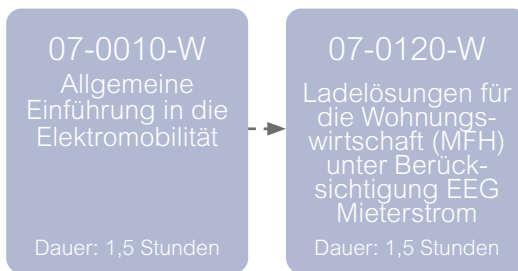 07-0010-W
Allgemeine
Einführung in die
Elektromobilität
Dauer: 1,5 Stunden
07-0120-W
Ladelösungen für
die Wohnungs-
wirtschaft (MFH)
unter Berück-
sichtigung EEG
Mieterstrom
Dauer: 1,5 Stunden